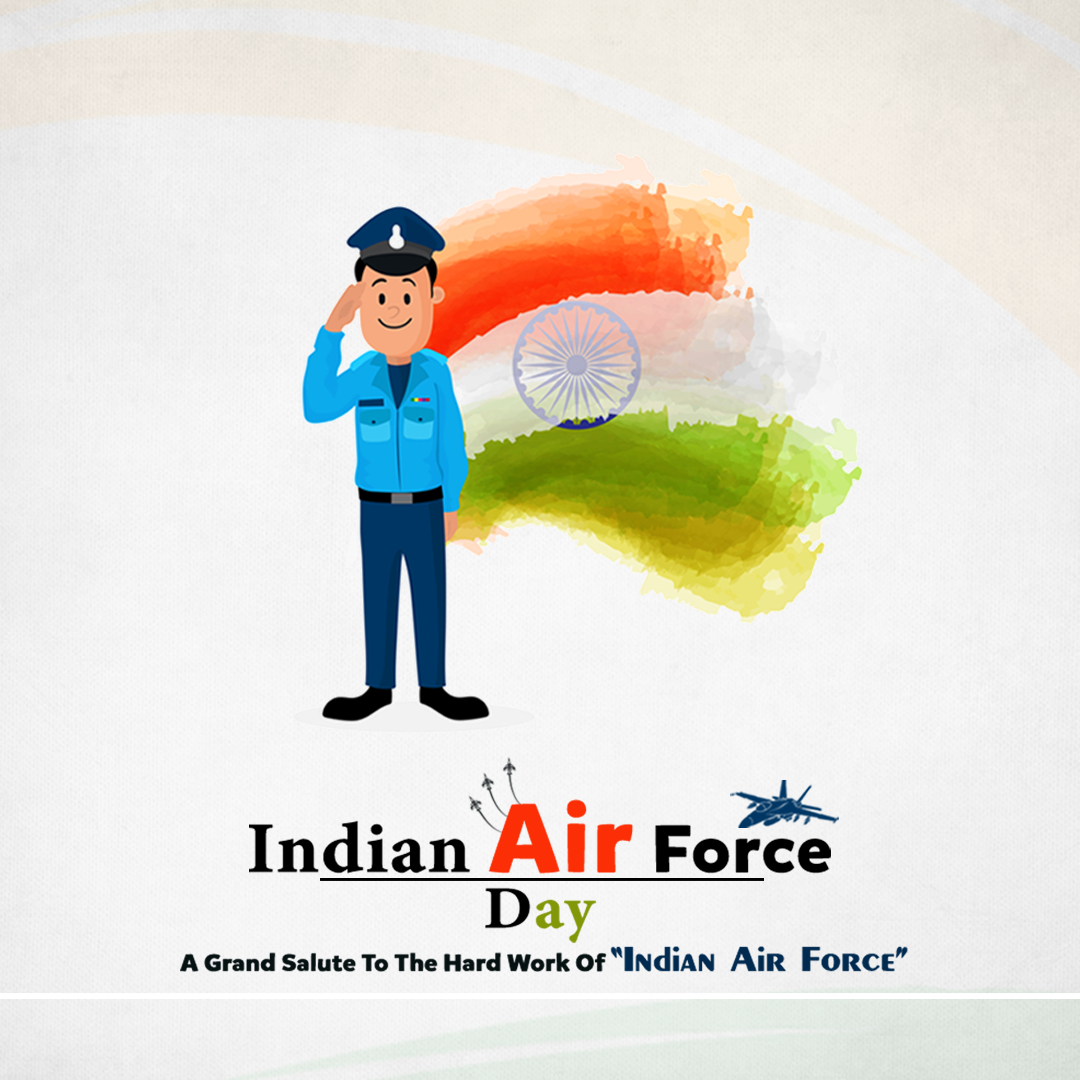 Indian Air Force
Day
A Grand Salute To The Hard Work Of "Indian Air Force"